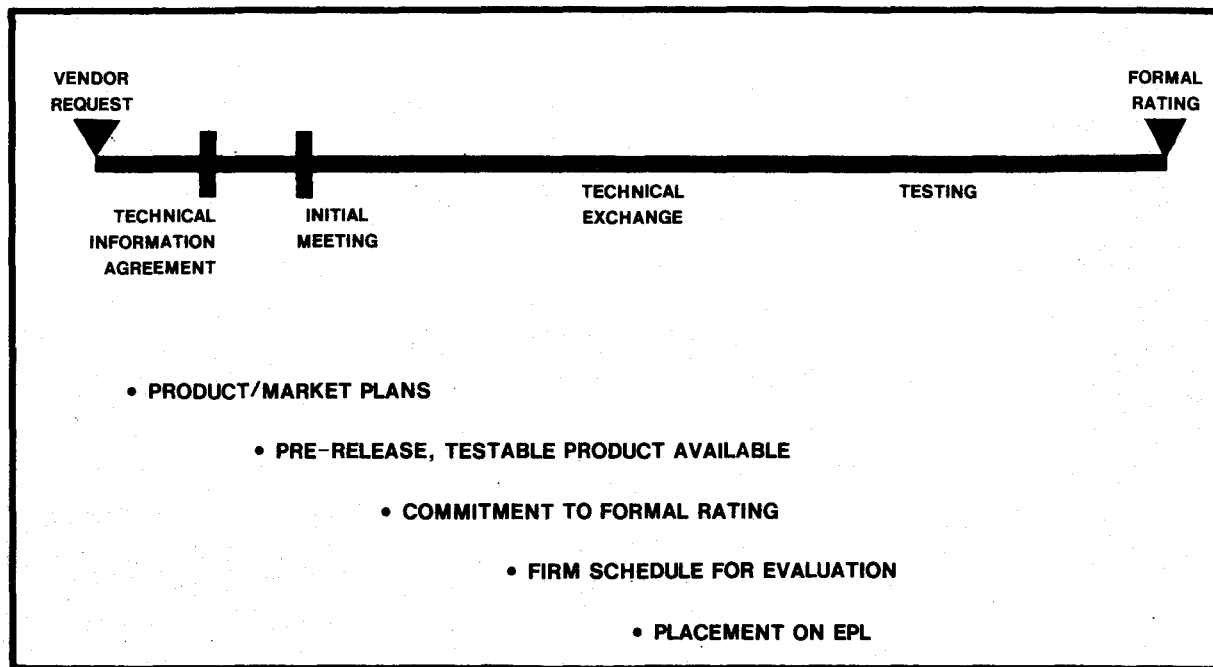 VENDOR
REQUEST
FORMAL
RATING
TECHNICAL
INFORMATION
AGREEMENT
INITIAL
MEETING
TECHNICAL
EXCHANGE
TESTING
• PRODUCT/MARKET PLANS
• PRE-RELEASE, TESTABLE PRODUCT AVAILABLE
• COMMITMENT TO FORMAL RATING
• FIRM SCHEDULE FOR EVALUATION
• PLACEMENT ON EPL